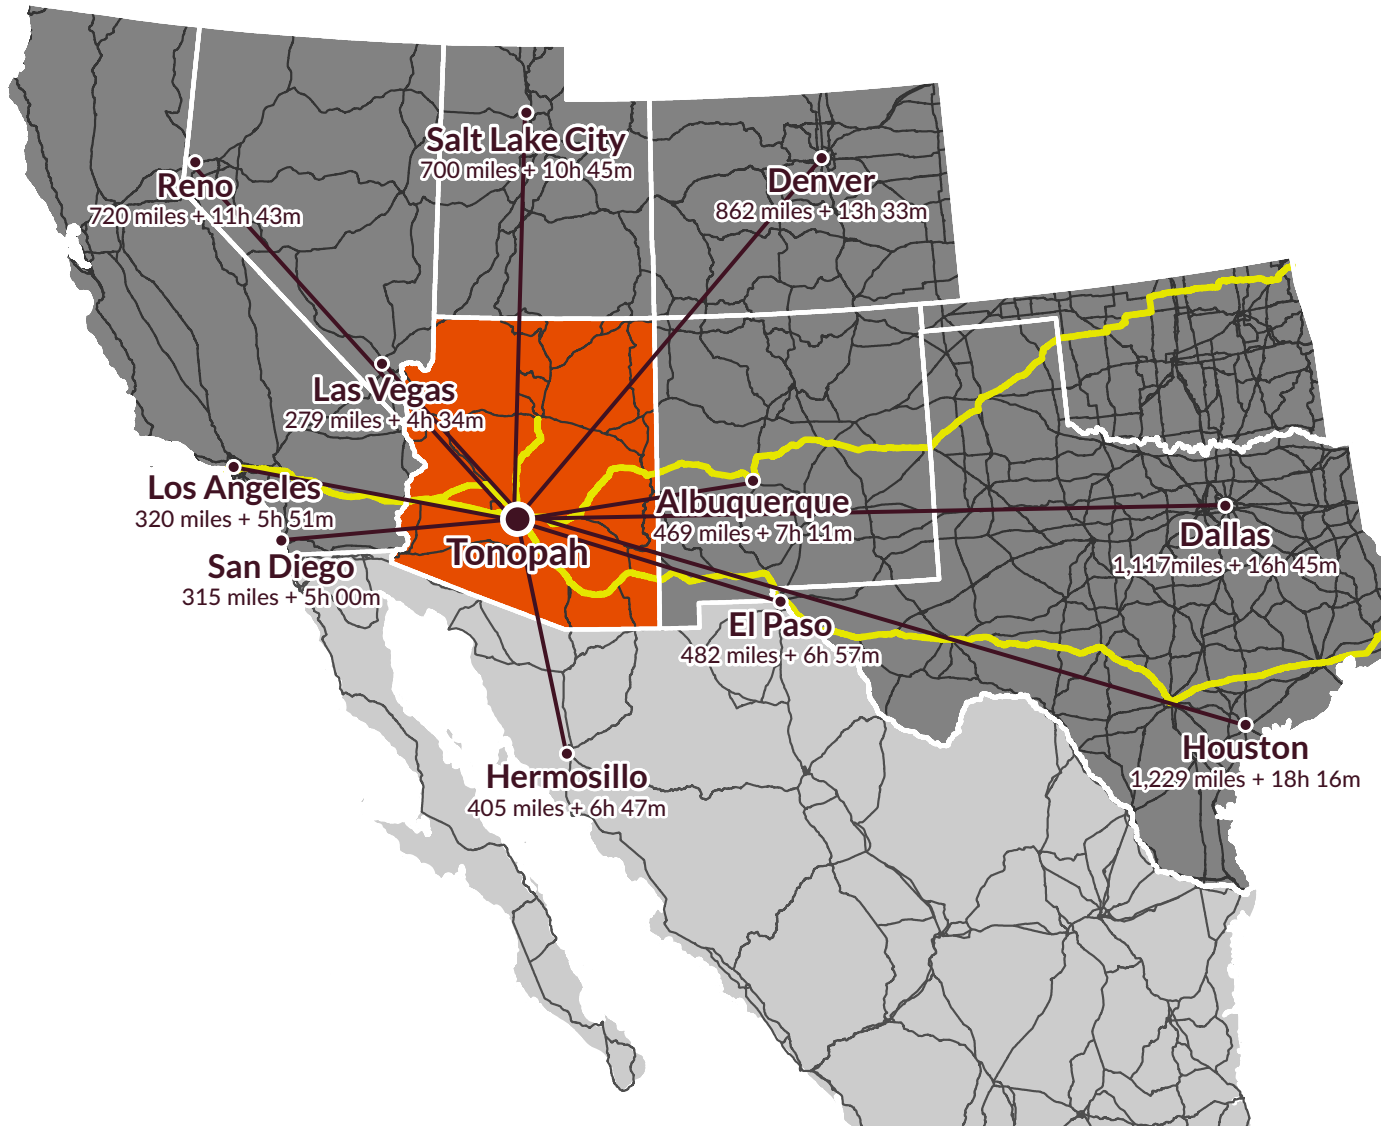 Salt Lake City
700 miles + 10h 45m
Reno
720 miles + 11h 43m
Denver
862 miles + 13h 33m
Las Vegas
279 miles + 4h 34m
Los Angeles
320 miles + 5h 51m
Albuquerque
469 miles + 7h 11m
Dallas
1,117miles + 16h 45m
Tonopah
San Diego
315 miles + 5h 00m
El Paso
482 miles + 6h 57m
Houston
1,229 miles + 18h 16m
Hermosillo
405 miles + 6h 47m